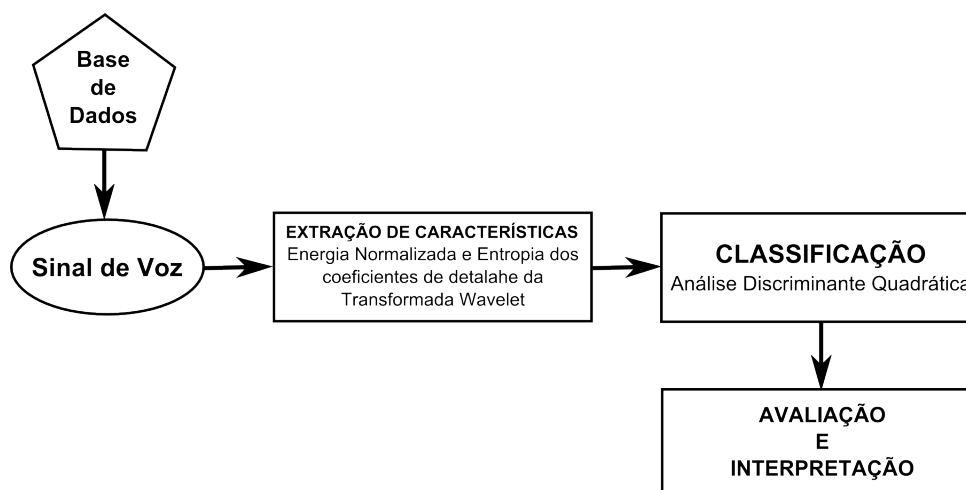 Base
de
Dados
Sinal de Voz
EXTRAÇÃO DE CARACTERÍSTICAS
Energia Normalizada e Entropia dos
coeficientes de detalahe da
Transformada Wavelet
CLASSIFICAÇÃO
Análise Discriminante Quadrática
AVALIAÇÃO
E
INTERPRETAÇÃO